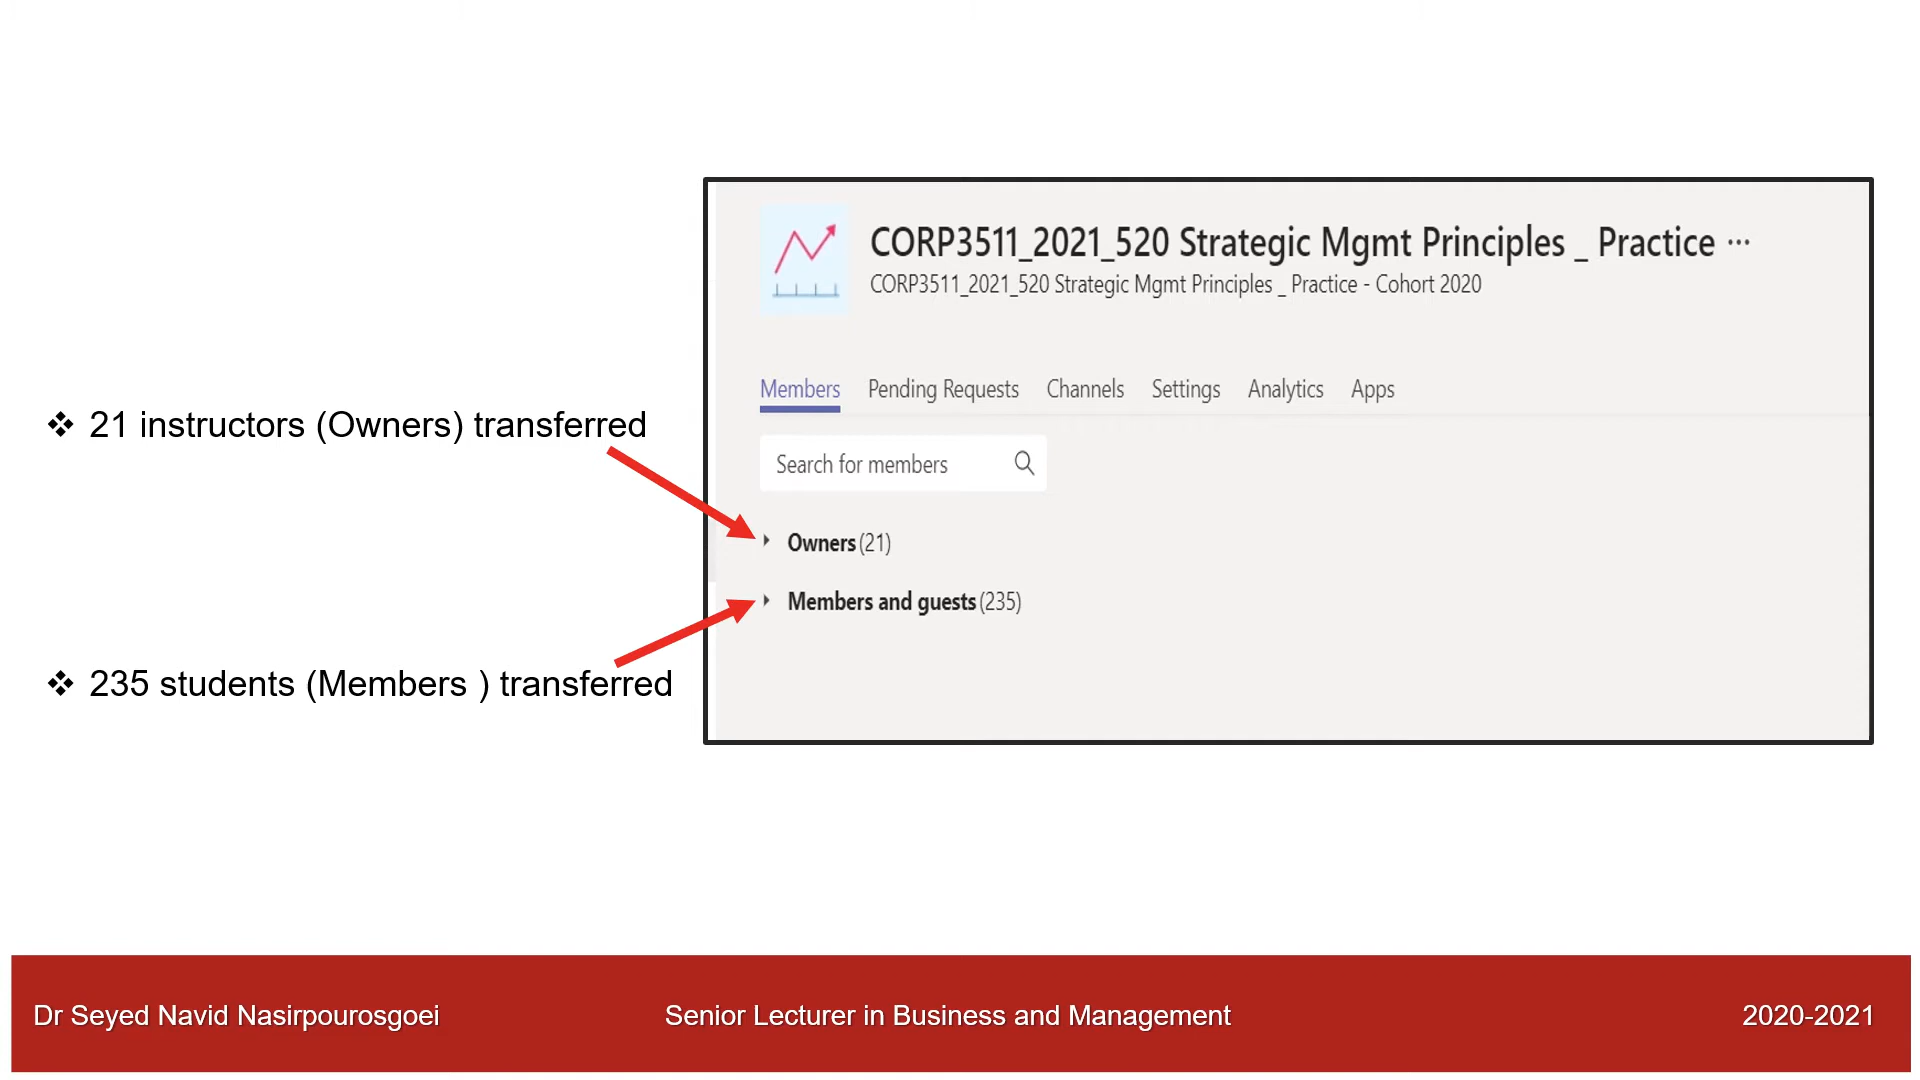 CORP3511_2021_520 Strategic Mgmt Principles _ Practice ···
CORP3511_2021_520 Strategic Mgmt Principles _ Practice - Cohort 2020
Members Pending Requests Channels Settings Analytics Apps
❖ 21 instructors (Owners) transferred
Search for members
Owners (21)
Members and guests (235)
❖ 235 students (Members ) transferred
Dr Seyed Navid Nasirpourosgoei Senior Lecturer in Business and Management 2020-2021